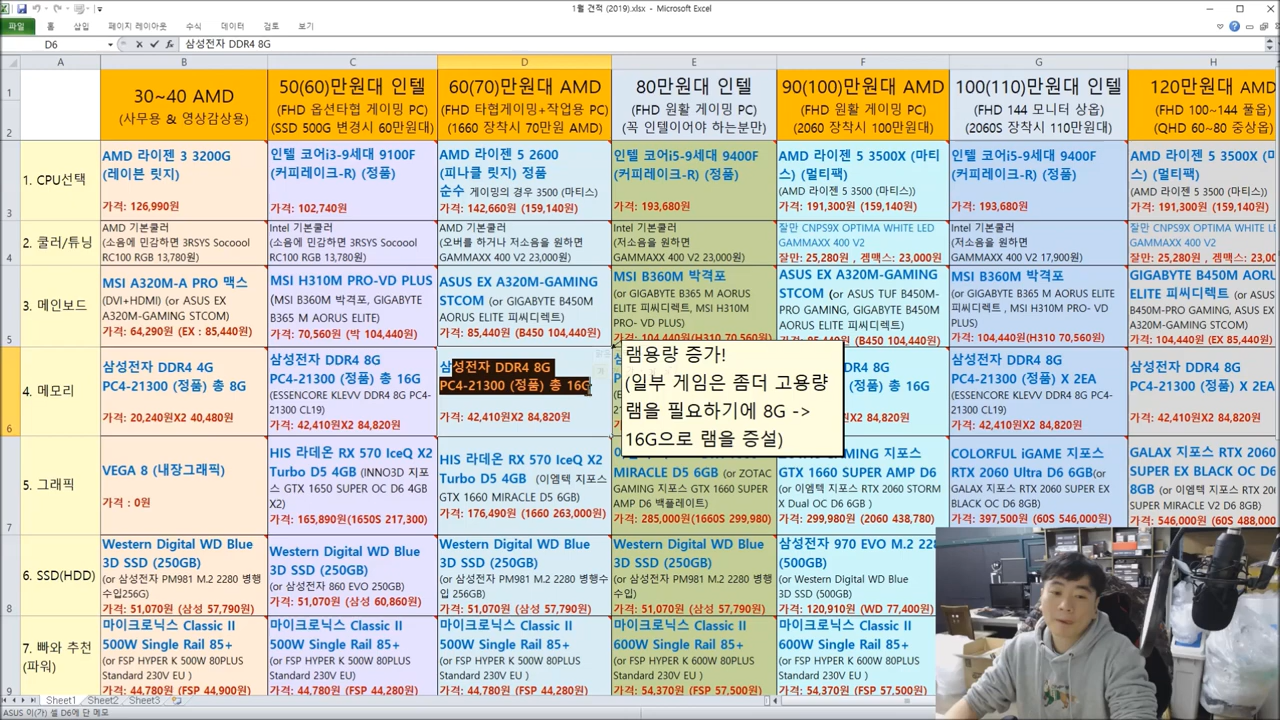 1월 견적 (2019).xlsx - Microsoft Excel
파일 홈 삽입 페이지 레이아웃 수식 데이터 검토 보기
D6 삼성전자 DDR4 8G
A B C D E F G H
1
2
30~40 AMD
(사무용 & 영상감상용)
50(60)만원대 인텔
(FHD 옵션타협 게이밍 PC)
(SSD 500G 변경시 60만원대)
60(70)만원대 AMD
(FHD 타협게이밍+작업용 PC)
(1660 장착시 70만원 AMD)
80만원대 인텔
(FHD 원활 게이밍 PC)
(꼭 인텔이어야 하는분만)
90(100)만원대 AMD
(FHD 원활 게이밍 PC)
(2060 장착시 100만원대)
100(110)만원대 인텔
(FHD 144 모니터 상옵)
(2060S 장착시 110만원대)
120만원대 AMD
(FHD 100~144 풀옵)
(QHD 60~80 중상옵)
3
1. CPU선택
AMD 라이젠 3 3200G
(레이븐 릿지)
가격: 126,990원
인텔 코어i3-9세대 9100F
(커피레이크-R) (정품)
가격: 102,740원
AMD 라이젠 5 2600
(피나클 릿지) 정품
순수 게이밍의 경우 3500 (마티스)
가격: 142,660원 (159,140원)
인텔 코어i5-9세대 9400F
(커피레이크-R) (정품)
가격: 193,680원
AMD 라이젠 5 3500X (마티
스) (멀티팩)
(AMD 라이젠 5 3500 (마티스))
가격: 191,300원 (159,140원)
인텔 코어i5-9세대 9400F
(커피레이크-R) (정품)
가격: 193,680원
AMD 라이젠 5 3500X (마티
스) (멀티팩)
(AMD 라이젠 5 3500 (마티스))
가격: 191,300원 (159,140원)
4
2. 쿨러/튜닝
AMD 기본쿨러
(소음에 민감하면 3RSYS Socoool
RC100 RGB 13,780원)
Intel 기본쿨러
(소음에 민감하면 3RSYS Socoool
RC100 RGB 13,780원)
AMD 기본쿨러
(오버를 하거나 저소음을 원하면
GAMMAXX 400 V2 23,000원)
Intel 기본쿨러
(저소음을 원하면
GAMMAXX 400 V2 23,000원)
잘만 CNPS9X OPTIMA WHITE LED
GAMMAXX 400 V2
잘만: 25,280원 , 겜맥스: 23,000원
Intel 기본쿨러
(저소음을 원하면
GAMMAXX 400 V2 17,900원)
잘만 CNPS9X OPTIMA WHITE LED
GAMMAXX 400 V2
잘만: 25,280원 , 겜맥스: 23,000
5
3. 메인보드
MSI A320M-A PRO 맥스
(DVI+HDMI) (or ASUS EX
A320M-GAMING STCOM)
가격: 64,290원 (EX : 85,440원)
MSI H310M PRO-VD PLUS
(MSI B360M 박격포, GIGABYTE
B365 M AORUS ELITE)
가격: 70,560원 (박 104,440원)
ASUS EX A320M-GAMING
STCOM (or GIGABYTE B450M
AORUS ELITE 피씨디렉트)
가격: 85,440원 (B450 104,440원)
MSI B360M 박격포
(or GIGABYTE B365 M AORUS
ELITE 피씨디렉트, MSI H310M
PRO- VD PLUS)
가격: 104,440원(H310 70,560원)
ASUS EX A320M-GAMING
STCOM (or ASUS TUF B450M-
PRO GAMING, GIGABYTE B450M
AORUS ELITE 피씨디렉트)
가격: 85,440원 (B450 104,440원)
MSI B360M 박격포
(or GIGABYTE B365 M AORUS ELITE
피씨디렉트, MSI H310M
PRO- VD PLUS)
가격: 104,440원(H310 70,560원)
GIGABYTE B450M AORUS
ELITE 피씨디렉트 (or ASUS
B450M-PRO GAMING, ASUS EX
A320M-GAMING STCOM)
가격: 104,440원 (EX 85,440원)
6
4. 메모리
삼성전자 DDR4 4G
PC4-21300 (정품) 총 8G
가격: 20,240원X2 40,480원
삼성전자 DDR4 8G
PC4-21300 (정품) 총 16G
(ESSENCORE KLEVV DDR4 8G PC4-
21300 CL19)
가격: 42,410원X2 84,820원
삼성전자 DDR4 8G
PC4-21300 (정품) 총 16G
가격: 42,410원X2 84,820원
램용량 증가!
(일부 게임은 좀더 고용량
램을 필요하기에 8G ->
16G으로 램을 증설)
삼성전자 DDR4 8G
PC4-21300 (정품) X 2EA
(ESSENCORE KLEVV DDR4 8G PC4-
21300 CL19)
가격: 42,410원X2 84,820원
삼성전자 DDR4 8G
PC4-21300 (정품) X 2EA
가격: 42,410원X2 84,820원
7
5. 그래픽
VEGA 8 (내장그래픽)
가격 : 0원
HIS 라데온 RX 570 IceQ X2
Turbo D5 4GB (INNO3D 지포
스 GTX 1650 SUPER OC D6 4GB
X2)
가격: 165,890원(1650S 217,300)
HIS 라데온 RX 570 IceQ X2
Turbo D5 4GB (이엠텍 지포스
GTX 1660 MIRACLE D5 6GB)
가격: 176,490원 (1660 263,000원)
MIRACLE D5 6GB (or ZOTAC
GAMING 지포스 GTX 1660 SUPER
AMP D6 6GB 백플레이트)
가격: 285,000원(1660S 299,980)
GAMING 지포스
GTX 1660 SUPER AMP D6
6GB (or 이엠텍 지포스 RTX 2060 STORM
X Dual OC D6 6GB )
가격: 299,980원 (2060 438,780)
COLORFUL iGAME 지포스
RTX 2060 Ultra D6 6GB(or
GALAX 지포스 RTX 2060 SUPER EX
BLACK OC D6 8GB)
가격: 397,500원 (60S 546,000원)
GALAX 지포스 RTX 2060
SUPER EX BLACK OC D6
8GB (or 이엠텍 지포스 RTX 2060
SUPER MIRACLE V2 D6 8GB)
가격: 546,000원 (60S 488,000
8
6. SSD(HDD)
Western Digital WD Blue
3D SSD (250GB)
(or 삼성전자 PM981 M.2 2280 병행
수입256G)
가격: 51,070원 (삼성 57,790원)
Western Digital WD Blue
3D SSD (250GB)
(or 삼성전자 860 EVO 250GB)
가격: 51,070원 (삼성 60,860원)
Western Digital WD Blue
3D SSD (250GB)
(or 삼성전자 PM981 M.2 2280 병행수
입 256GB)
가격: 51,070원 (삼성 57,790원)
Western Digital WD Blue
3D SSD (250GB)
(or 삼성전자 PM981 M.2 2280 병행수
입)
가격: 51,070원 (삼성 57,790원)
삼성전자 970 EVO M.2 228
(500GB)
(or Western Digital WD Blue
3D SSD (500GB)
가격: 120,910원 (WD 77,400원)
9
7. 빠와 추천
(파워)
마이크로닉스 Classic II
500W Single Rail 85+
(or FSP HYPER K 500W 80PLUS
Standard 230V EU)
가격: 44,780원 (FSP 44,900원)
마이크로닉스 Classic II
500W Single Rail 85+
(or FSP HYPER K 500W 80PLUS
Standard 230V EU )
가격: 44,780원 (FSP 44,280원)
마이크로닉스 Classic II
500W Single Rail 85+
(or FSP HYPER K 500W 80PLUS
Standard 230V EU )
가격: 44,780원 (FSP 44,280원)
마이크로닉스 Classic II
600W Single Rail 85+
(or FSP HYPER K 600W 80PLUS
Standard 230V EU )
가격: 54,370원 (FSP 57,500원)
마이크로닉스 Classic II
600W Single Rail 85+
(or FSP HYPER K 600W 80PLUS
Standard 230V EU)
가격: 54,370원 (FSP 57,500원)
Sheet1 Sheet2 Sheet3
ASUS 이(가) 셀 D6에 단 메모